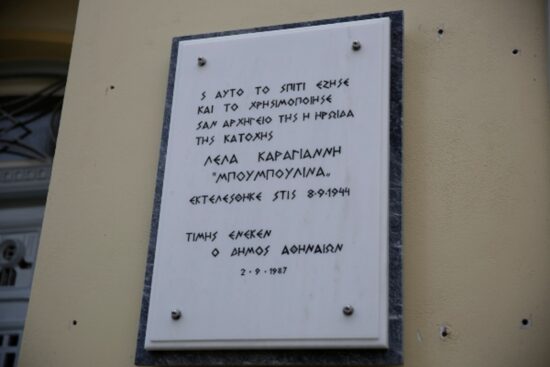 Σ ΑΥΤΟ ΤΟ ΣΠΙΤΙ ΕΖΗΣΕ
ΚΑΙ ΤΟ ΧΡΗΣΙΜΟΠΟΙΗΣΕ
ΣΑΝ ΑΡΧΗΓΕΙΟ ΤΗΣ Η ΗΡΩΙΔΑ
ΤΗΣ ΚΑΤΟΧΗΣ
ΛΕΛΑ ΚΑΡΑΓΙΑΝΝΗ
"ΜΠΟΥΜΠΟΥΛΙΝΑ„
ΕΚΤΕΛΕΣΘΗΚΕ ΣΤΙΣ 8·9·1944
ΤΙΜΗΣ ΕΝΕΚΕΝ
Ο ΔΗΜΟΣ ΑΘΗΝΑΙΩΝ
2·9·1987